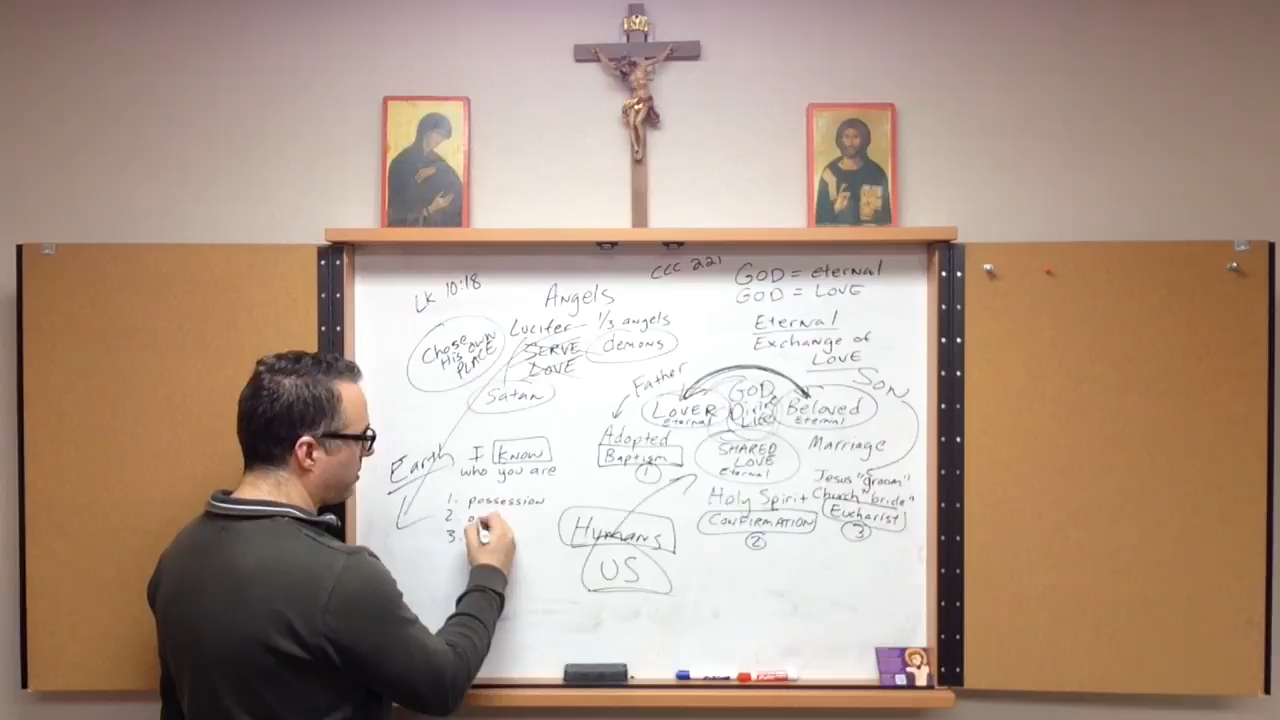 LK 10:18
Angels
Lucifer 1/3 angels
SERVE demons
LOVE
Chose
His own
PLACE
Satan
Earth
I Know
who you are
1. possession
2. o
3.
CCC 221
GOD = eternal
GOD = LOVE
Eternal
Exchange of
LOVE
Father
SON
LOVER
eternal
GOD
Divine
Life
Beloved
Eternal
Adopted
Baptism
1
SHARED
LOVE
Eternal
Marriage
Jesus "groom"
Church "bride"
Eucharist
3
Holy Spirit
CONFIRMATION
2
Humans
US